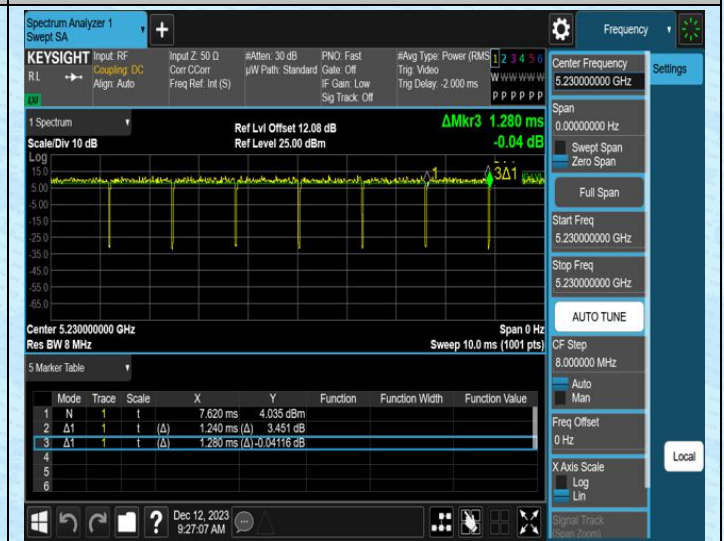 Spectrum Analyzer 1
Swept SA
+
Frequency
KEYSIGHT
RL
Input: RF
Coupling: DC
Align: Auto
Input Z: 50 Ω
Corr CCorr
Freq Ref: Int (S)
#Atten: 30 dB
µW Path: Standard
PNO: Fast
Gate: Off
IF Gain: Low
Sig Track: Off
#Avg Type: Power (RMS
Trig: Video
Trig Delay: -2.000 ms
1 2 3 4 5 6
W W W W W W
P P P P P P
1 Spectrum
Scale/Div 10 dB
Ref Lvl Offset 12.08 dB
Ref Level 25.00 dBm
ΔMkr3 1.280 ms
-0.04 dB
Log
15.0
5.00
-5.00
-15.0
-25.0
-35.0
-45.0
-55.0
-65.0
1
3Δ1
Center 5.230000000 GHz
Res BW 8 MHz
Span 0 Hz
Sweep 10.0 ms (1001 pts)
5 Marker Table
Mode Trace Scale X Y Function Function Width Function Value
1 N 1 t 7.620 ms 4.035 dBm
2 Δ1 1 t (Δ) 1.240 ms (Δ) 3.451 dB
3 Δ1 1 t (Δ) 1.280 ms (Δ) -0.04116 dB
4
5
6
Dec 12, 2023
9:27:07 AM
?
Center Frequency
5.230000000 GHz
Settings
Span
0.00000000 Hz
Swept Span
Zero Span
Full Span
Start Freq
5.230000000 GHz
Stop Freq
5.230000000 GHz
AUTO TUNE
CF Step
8.000000 MHz
Auto
Man
Freq Offset
0 Hz
Local
X Axis Scale
Log
Lin
Signal Track
(Span Zoom)